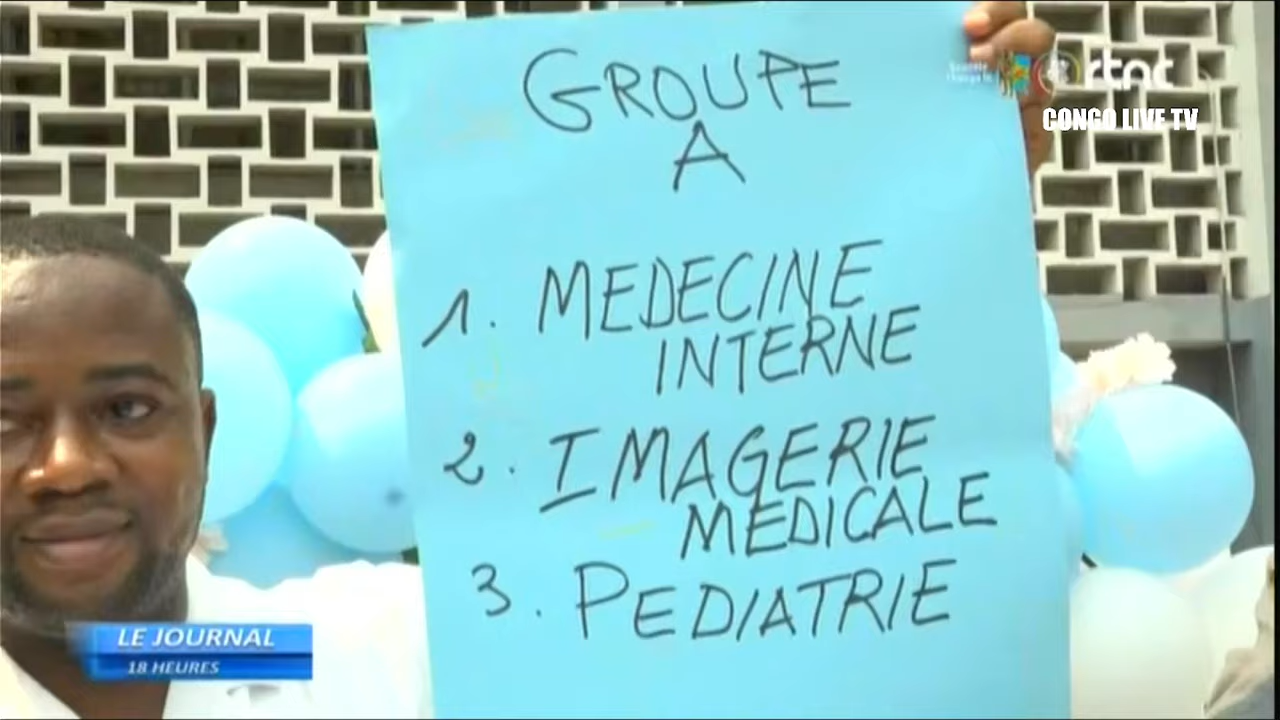 GROUPE
A
1. MEDECINE
INTERNE
2. IMAGERIE
MEDICALE
3. PEDIATRIE
rtnc
CONGO LIVE TV
LE JOURNAL
18 HEURES